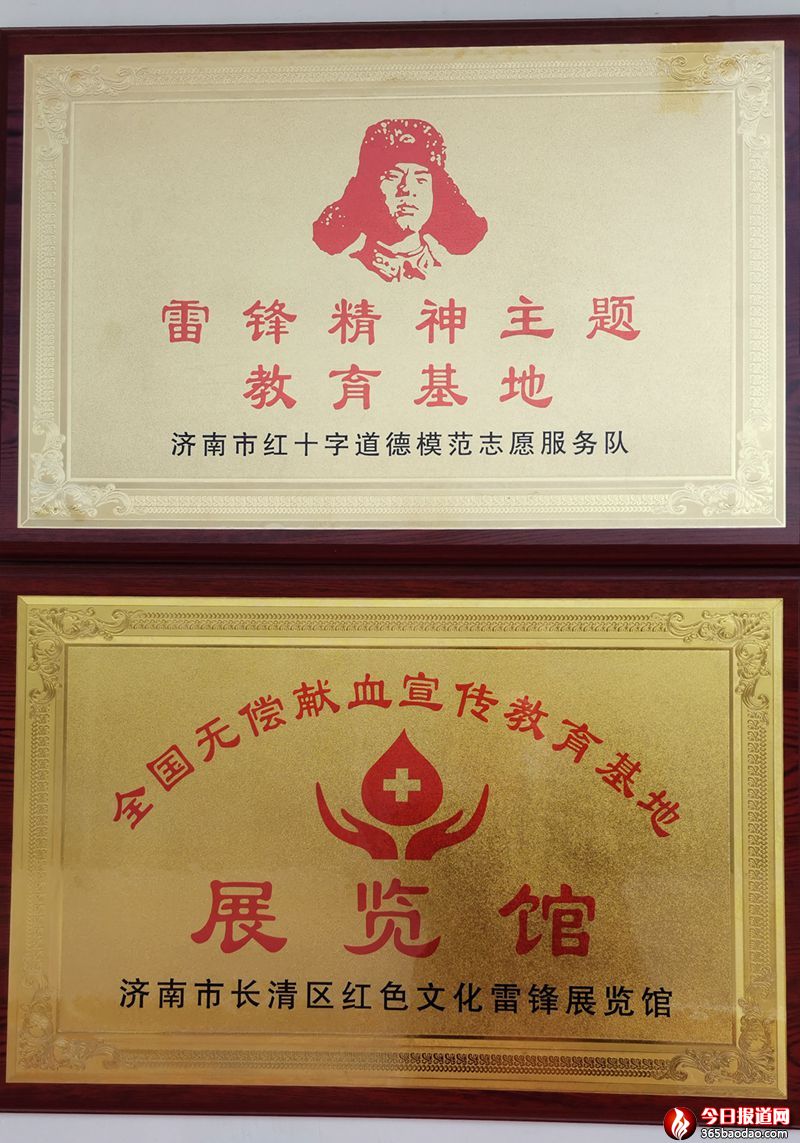 雷锋精神主题
教育基地
济南市红十字道德模范志愿服务队
全国无偿献血宣传教育基地
展览馆
济南市长清区红色文化雷锋展览馆
今日报道网
365baodao.com